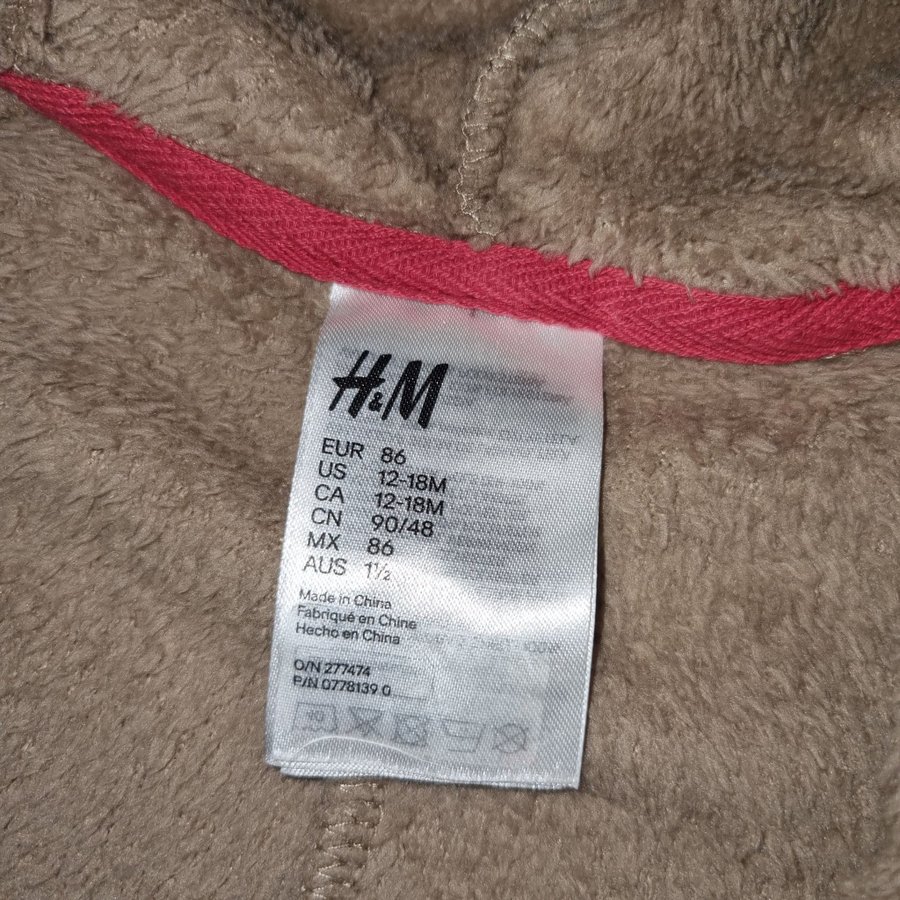 H&M
EUR 86
US 12-18M
CA 12-18M
CN 90/48
MX 86
AUS 1½
Made in China
Fabriqué en Chine
Hecho en China
O/N 277474
P/N 0778139 0